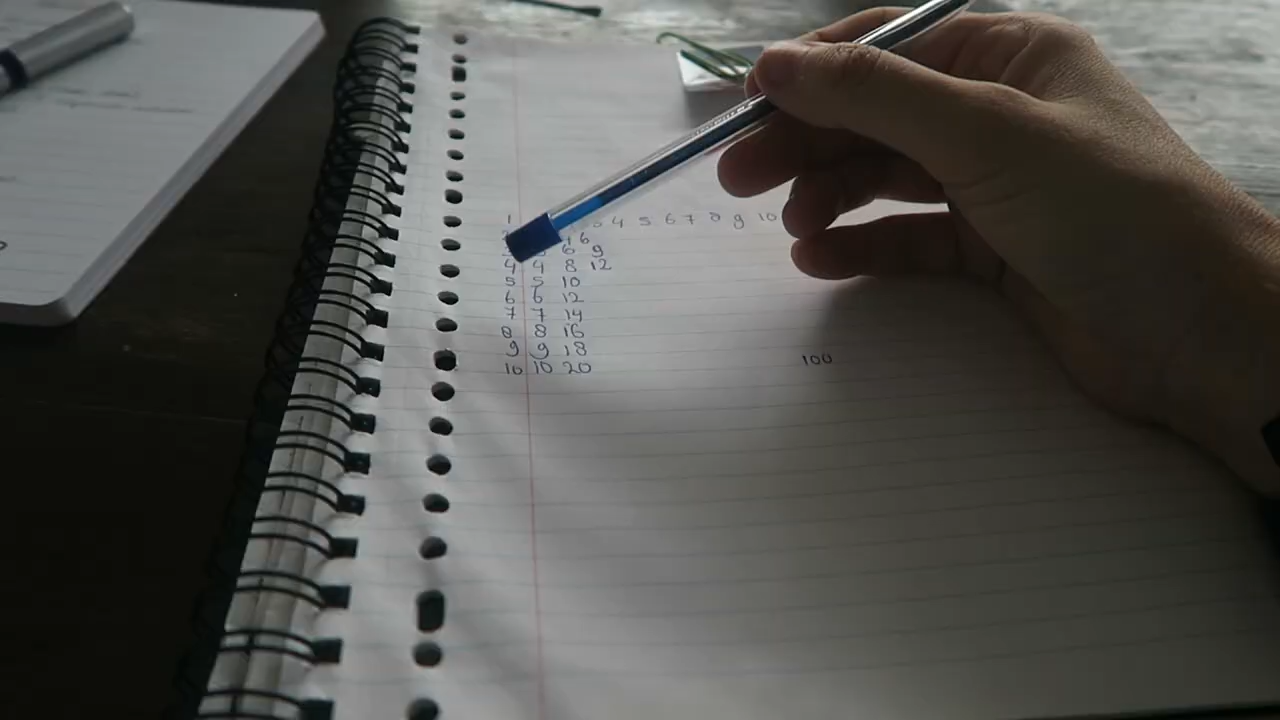 1 4 5 6 7 8 9 10
6
6 9
4 4 8 12
5 5 10
6 6 12
7 7 14
8 8 16
9 9 18
10 10 20
100